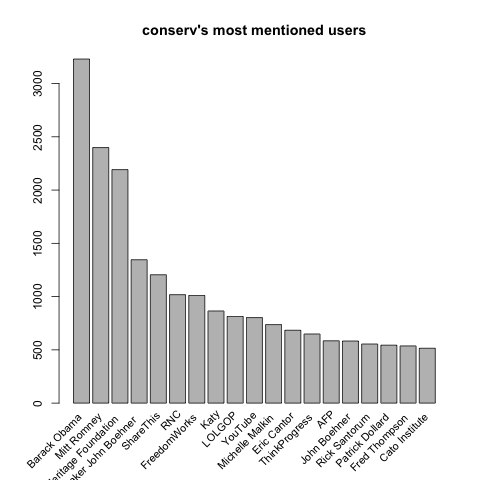 conserv's most mentioned users
3000
2500
2000
1500
1000
500
0
Barack Obama
Mitt Romney
Foundation
John Boehner
ShareThis
RNC
FreedomWorks
Katy
LOLGOP
YouTube
Michelle Malkin
Eric Cantor
ThinkProgress
AFP
John Boehner
Rick Santorum
Patrick Dollard
Fred Thompson
Cato Institute